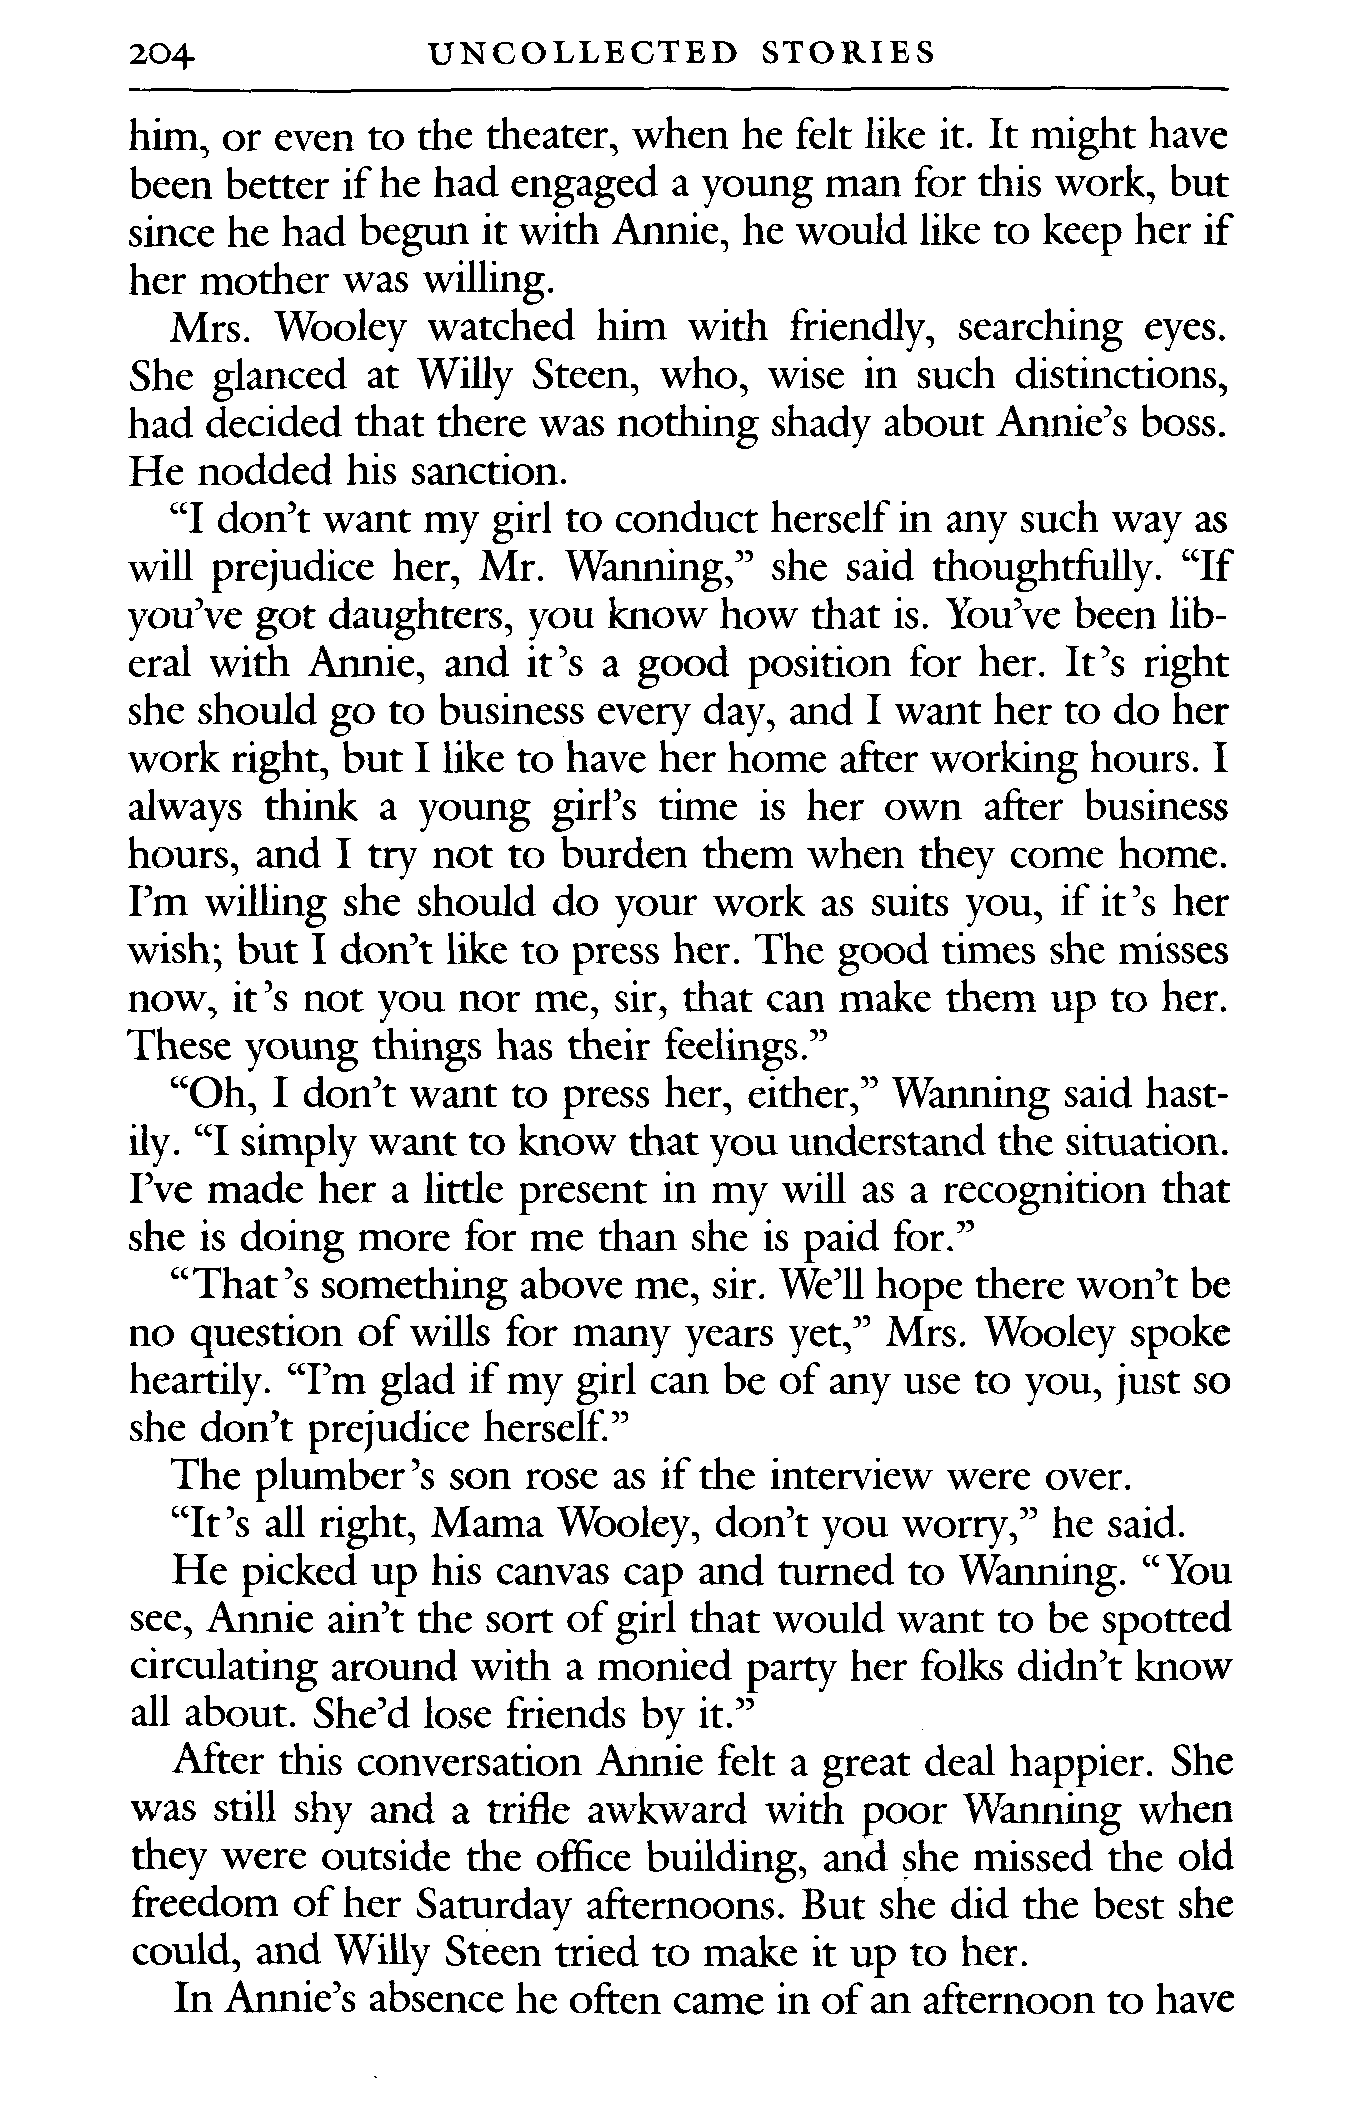 204 UNCOLLECTED STORIES
him, or even to the theater, when he felt like it. It might have
been better if he had engaged a young man for this work, but
since he had begun it with Annie, he would like to keep her if
her mother was willing.
Mrs. Wooley watched him with friendly, searching eyes.
She glanced at Willy Steen, who, wise in such distinctions,
had decided that there was nothing shady about Annie's boss.
He nodded his sanction.
“I don't want my girl to conduct herself in any such way as
will prejudice her, Mr. Wanning,” she said thoughtfully. “If
you've got daughters, you know how that is. You've been lib-
eral with Annie, and it's a good position for her. It's right
she should go to business every day, and I want her to do her
work right, but I like to have her home after working hours. I
always think a young girl's time is her own after business
hours, and I try not to burden them when they come home.
I'm willing she should do your work as suits you, if it's her
wish; but I don't like to press her. The good times she misses
now, it's not you nor me, sir, that can make them up to her.
These young things has their feelings.”
“Oh, I don't want to press her, either,” Wanning said hast-
ily. “I simply want to know that you understand the situation.
I've made her a little present in my will as a recognition that
she is doing more for me than she is paid for.”
“That's something above me, sir. We'll hope there won't be
no question of wills for many years yet,” Mrs. Wooley spoke
heartily. “I'm glad if my girl can be of any use to you, just so
she don't prejudice herself.”
The plumber's son rose as if the interview were over.
“It's all right, Mama Wooley, don't you worry,” he said.
He picked up his canvas cap and turned to Wanning. “You
see, Annie ain't the sort of girl that would want to be spotted
circulating around with a monied party her folks didn't know
all about. She'd lose friends by it.”
After this conversation Annie felt a great deal happier. She
was still shy and a trifle awkward with poor Wanning when
they were outside the office building, and she missed the old
freedom of her Saturday afternoons. But she did the best she
could, and Willy Steen tried to make it up to her.
In Annie's absence he often came in of an afternoon to have